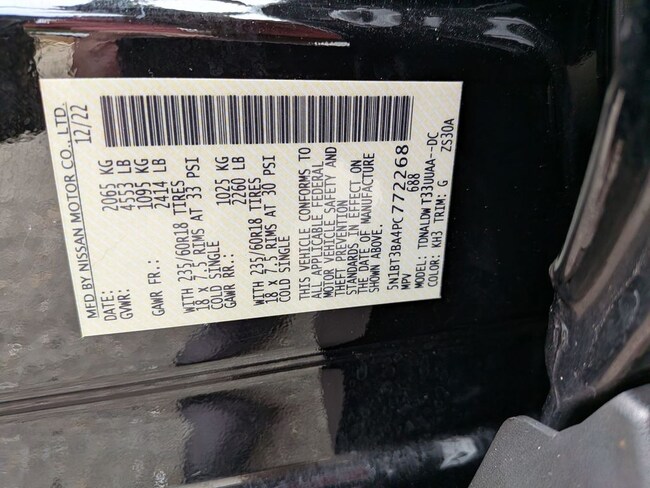 MFD BY NISSAN MOTOR CO., LTD.
DATE: 12/22
GVWR: 2065 KG
4553 LB
GAWR FR.: 1095 KG
2414 LB
WITH 235/60R18 TIRES
18 x 7.5 RIMS AT 33 PSI
COLD SINGLE
GAWR RR.: 1025 KG
2260 LB
WITH 235/60R18 TIRES
18 x 7.5 RIMS AT 30 PSI
COLD SINGLE
THIS VEHICLE CONFORMS TO
ALL APPLICABLE FEDERAL
MOTOR VEHICLE SAFETY AND
THEFT PREVENTION
STANDARDS IN EFFECT ON
THE DATE OF MANUFACTURE
SHOWN ABOVE.
5N1BT3BA4PC772268
MPV 688
MODEL: TDNALDW T33UUAA--DC
COLOR: KH3 TRIM: G ZS30A